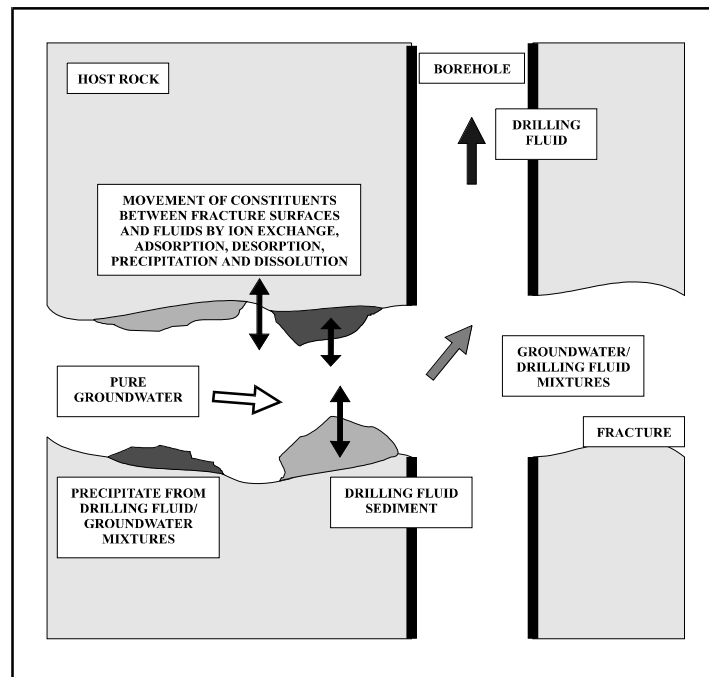 HOST ROCK
BOREHOLE
DRILLING
FLUID
MOVEMENT OF CONSTITUENTS
BETWEEN FRACTURE SURFACES
AND FLUIDS BY ION EXCHANGE,
ADSORPTION, DESORPTION,
PRECIPITATION AND DISSOLUTION
PURE
GROUNDWATER
GROUNDWATER/
DRILLING FLUID
MIXTURES
FRACTURE
PRECIPITATE FROM
DRILLING FLUID/
GROUNDWATER
MIXTURES
DRILLING FLUID
SEDIMENT